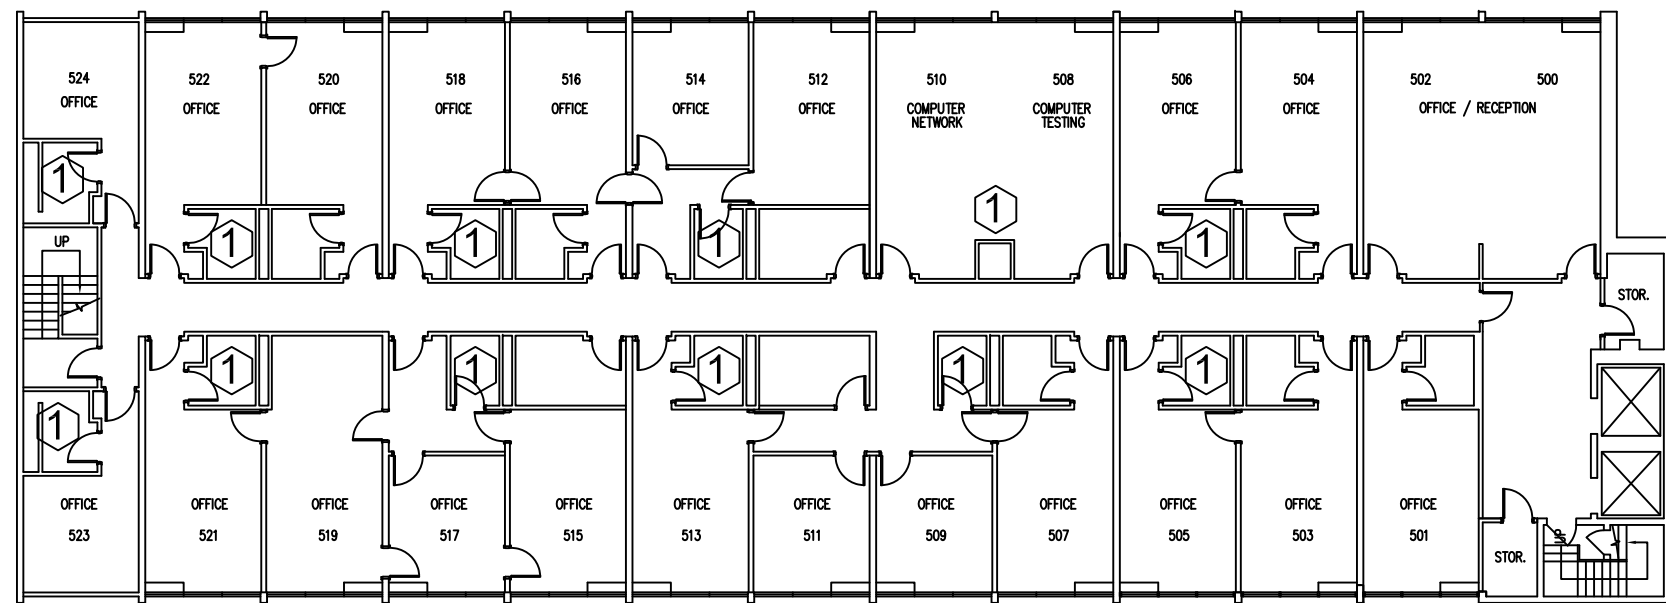 524 522 520 518 516 514 512 510 508 506 504 502 500
OFFICE OFFICE OFFICE OFFICE OFFICE OFFICE OFFICE COMPUTER NETWORK COMPUTER TESTING OFFICE OFFICE OFFICE / RECEPTION
1
1
UP
1 1 1 1
STOR.
1 1 1 1 1
1
OFFICE OFFICE OFFICE OFFICE OFFICE OFFICE OFFICE OFFICE OFFICE OFFICE OFFICE OFFICE
523 521 519 517 515 513 511 509 507 505 503 501
UP
STOR.